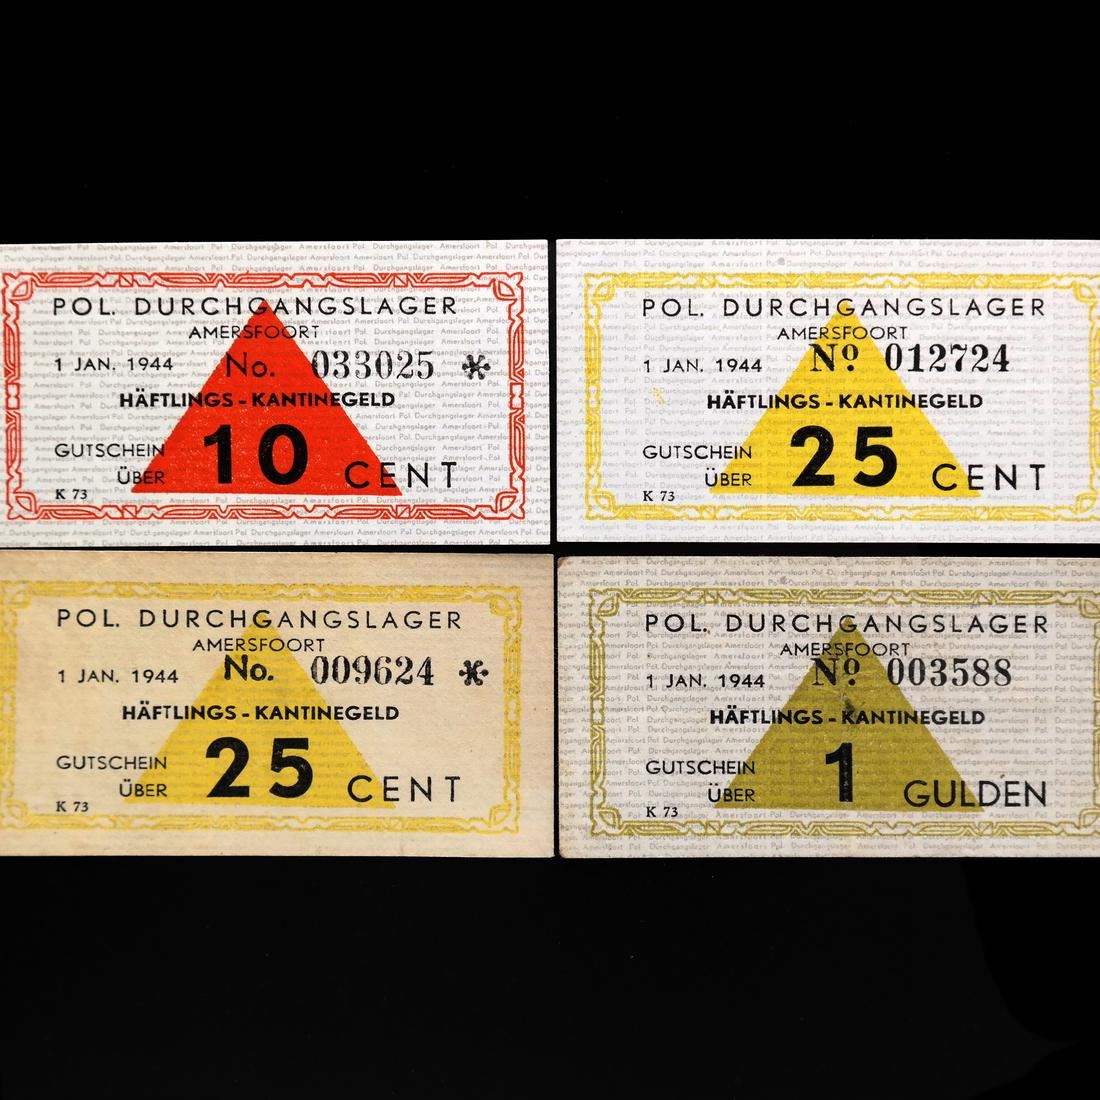 POL. DURCHGANGSLAGER
AMERSFOORT
1 JAN. 1944 No. 033025 *
HÄFTLINGS - KANTINEGELD
GUTSCHEIN
ÜBER 10 CENT
K 73
POL. DURCHGANGSLAGER
AMERSFOORT
1 JAN. 1944 Nº 012724
HÄFTLINGS - KANTINEGELD
GUTSCHEIN
ÜBER 25 CENT
K 73
POL. DURCHGANGSLAGER
AMERSFOORT
1 JAN. 1944 No. 009624 *
HÄFTLINGS - KANTINEGELD
GUTSCHEIN
ÜBER 25 CENT
K 73
POL. DURCHGANGSLAGER
AMERSFOORT
1 JAN. 1944 Nº 003588
HÄFTLINGS - KANTINEGELD
GUTSCHEIN
ÜBER 1 GULDEN
K 73